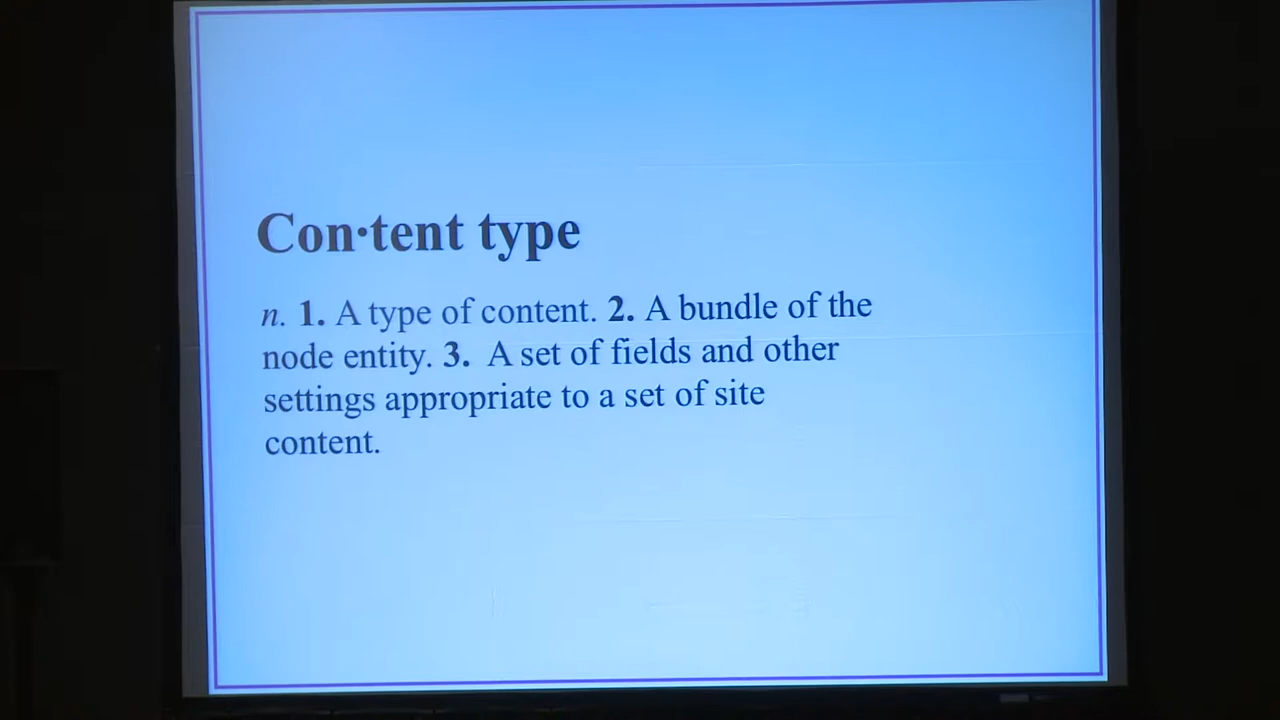 Con·tent type
n. 1. A type of content. 2. A bundle of the
node entity. 3. A set of fields and other
settings appropriate to a set of site
content.